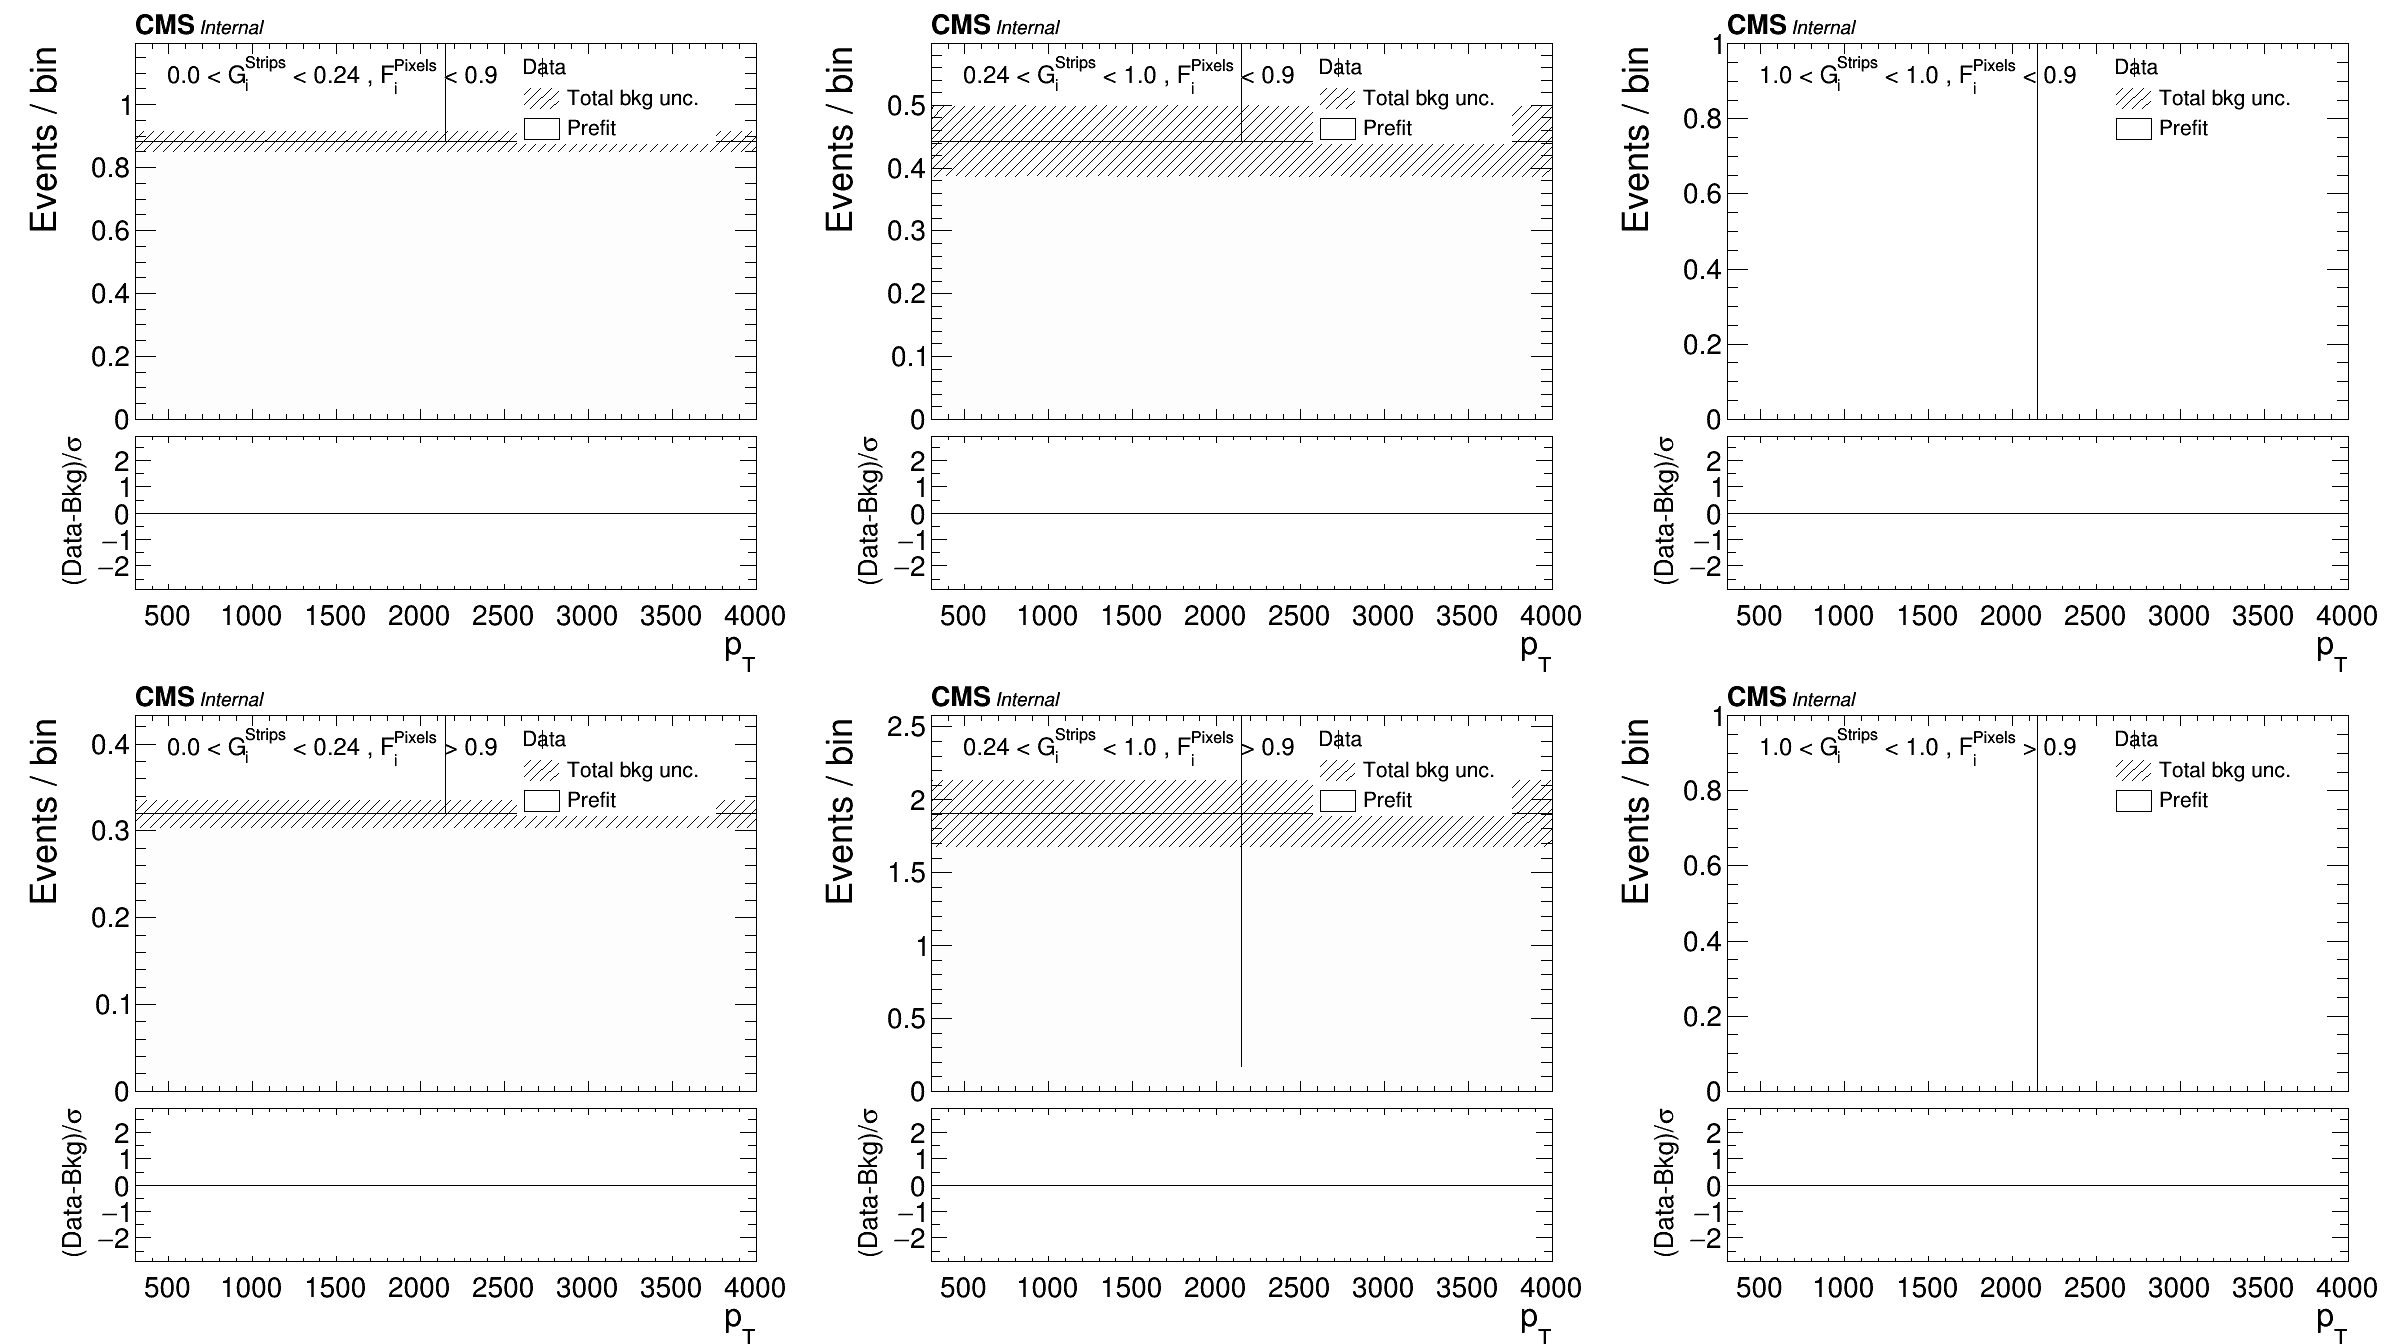 CMS Internal
Events / bin
0.0 < G_i^Strips < 0.24 , F_i^Pixels < 0.9
Data
Total bkg unc.
Prefit
1
0.8
0.6
0.4
0.2
0
(Data-Bkg)/σ
2
1
0
−1
−2
500 1000 1500 2000 2500 3000 3500 4000
p_T
CMS Internal
Events / bin
0.24 < G_i^Strips < 1.0 , F_i^Pixels < 0.9
Data
Total bkg unc.
Prefit
0.5
0.4
0.3
0.2
0.1
0
(Data-Bkg)/σ
2
1
0
−1
−2
500 1000 1500 2000 2500 3000 3500 4000
p_T
CMS Internal
Events / bin
1.0 < G_i^Strips < 1.0 , F_i^Pixels < 0.9
Data
Total bkg unc.
Prefit
1
0.8
0.6
0.4
0.2
0
(Data-Bkg)/σ
2
1
0
−1
−2
500 1000 1500 2000 2500 3000 3500 4000
p_T
CMS Internal
Events / bin
0.0 < G_i^Strips < 0.24 , F_i^Pixels > 0.9
Data
Total bkg unc.
Prefit
0.4
0.3
0.2
0.1
0
(Data-Bkg)/σ
2
1
0
−1
−2
500 1000 1500 2000 2500 3000 3500 4000
p_T
CMS Internal
Events / bin
0.24 < G_i^Strips < 1.0 , F_i^Pixels > 0.9
Data
Total bkg unc.
Prefit
2.5
2
1.5
1
0.5
0
(Data-Bkg)/σ
2
1
0
−1
−2
500 1000 1500 2000 2500 3000 3500 4000
p_T
CMS Internal
Events / bin
1.0 < G_i^Strips < 1.0 , F_i^Pixels > 0.9
Data
Total bkg unc.
Prefit
1
0.8
0.6
0.4
0.2
0
(Data-Bkg)/σ
2
1
0
−1
−2
500 1000 1500 2000 2500 3000 3500 4000
p_T